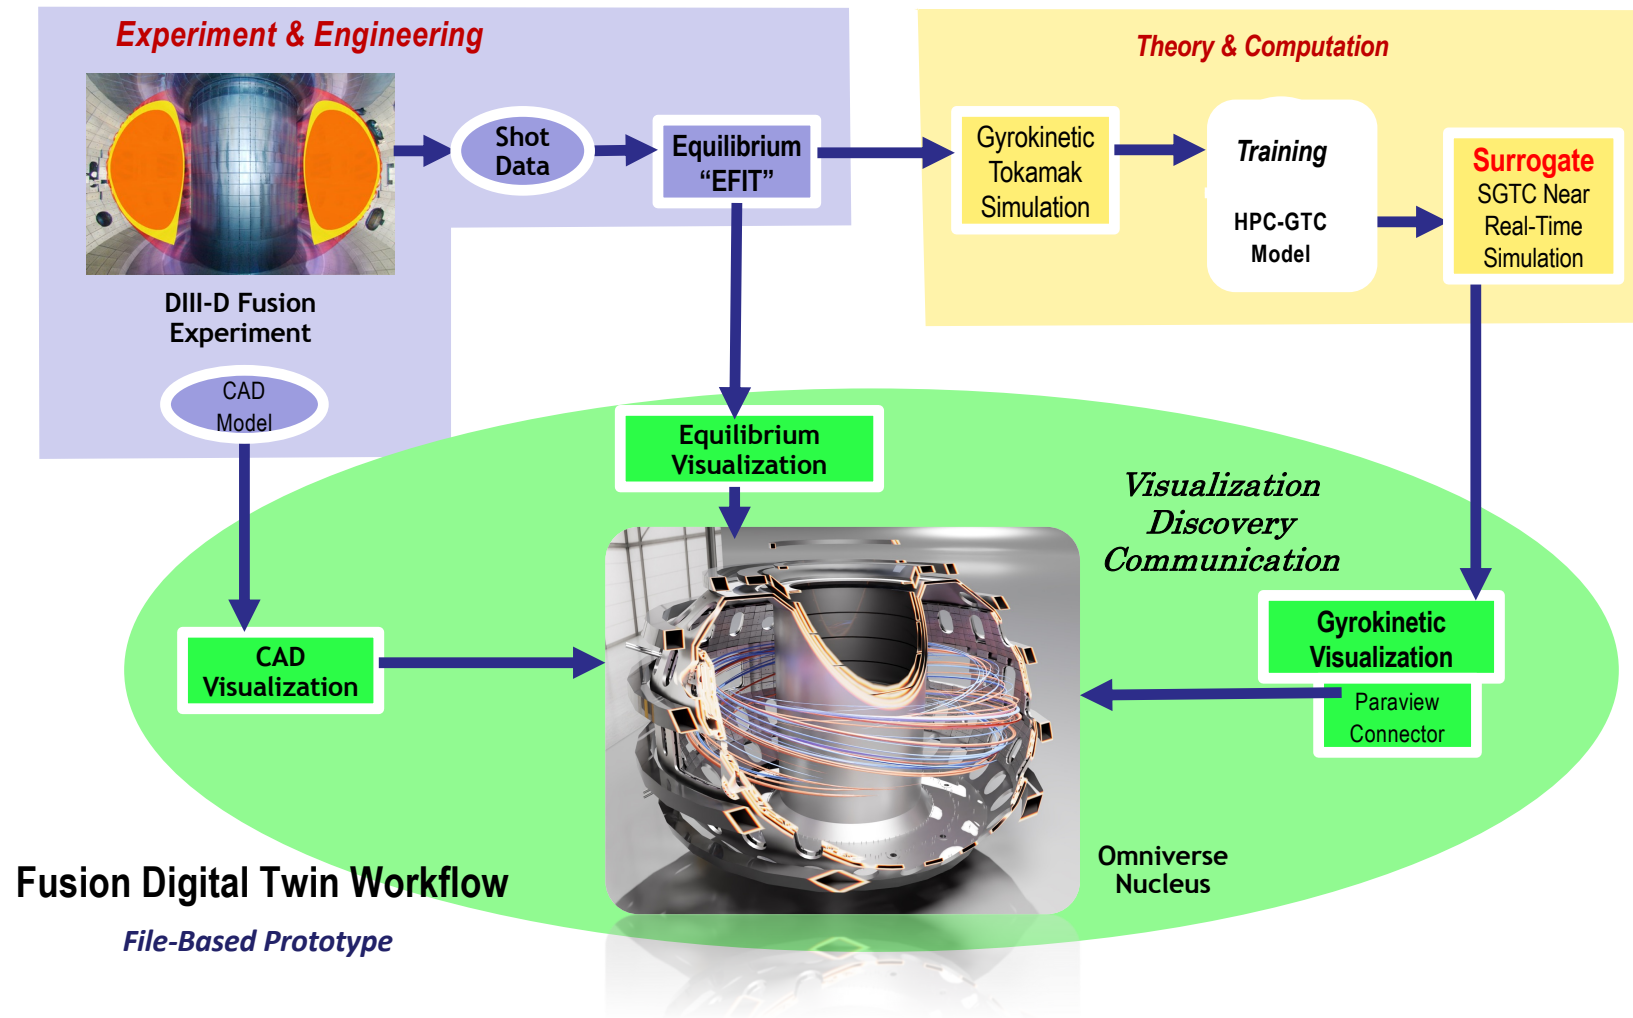 Experiment & Engineering
Theory & Computation
Shot
Data
Equilibrium
“EFIT”
Gyrokinetic
Tokamak
Simulation
Training
HPC-GTC
Model
Surrogate
SGTC Near
Real-Time
Simulation
DIII-D Fusion
Experiment
CAD
Model
Equilibrium
Visualization
Visualization
Discovery
Communication
CAD
Visualization
Gyrokinetic
Visualization
Paraview
Connector
Omniverse
Nucleus
Fusion Digital Twin Workflow
File-Based Prototype